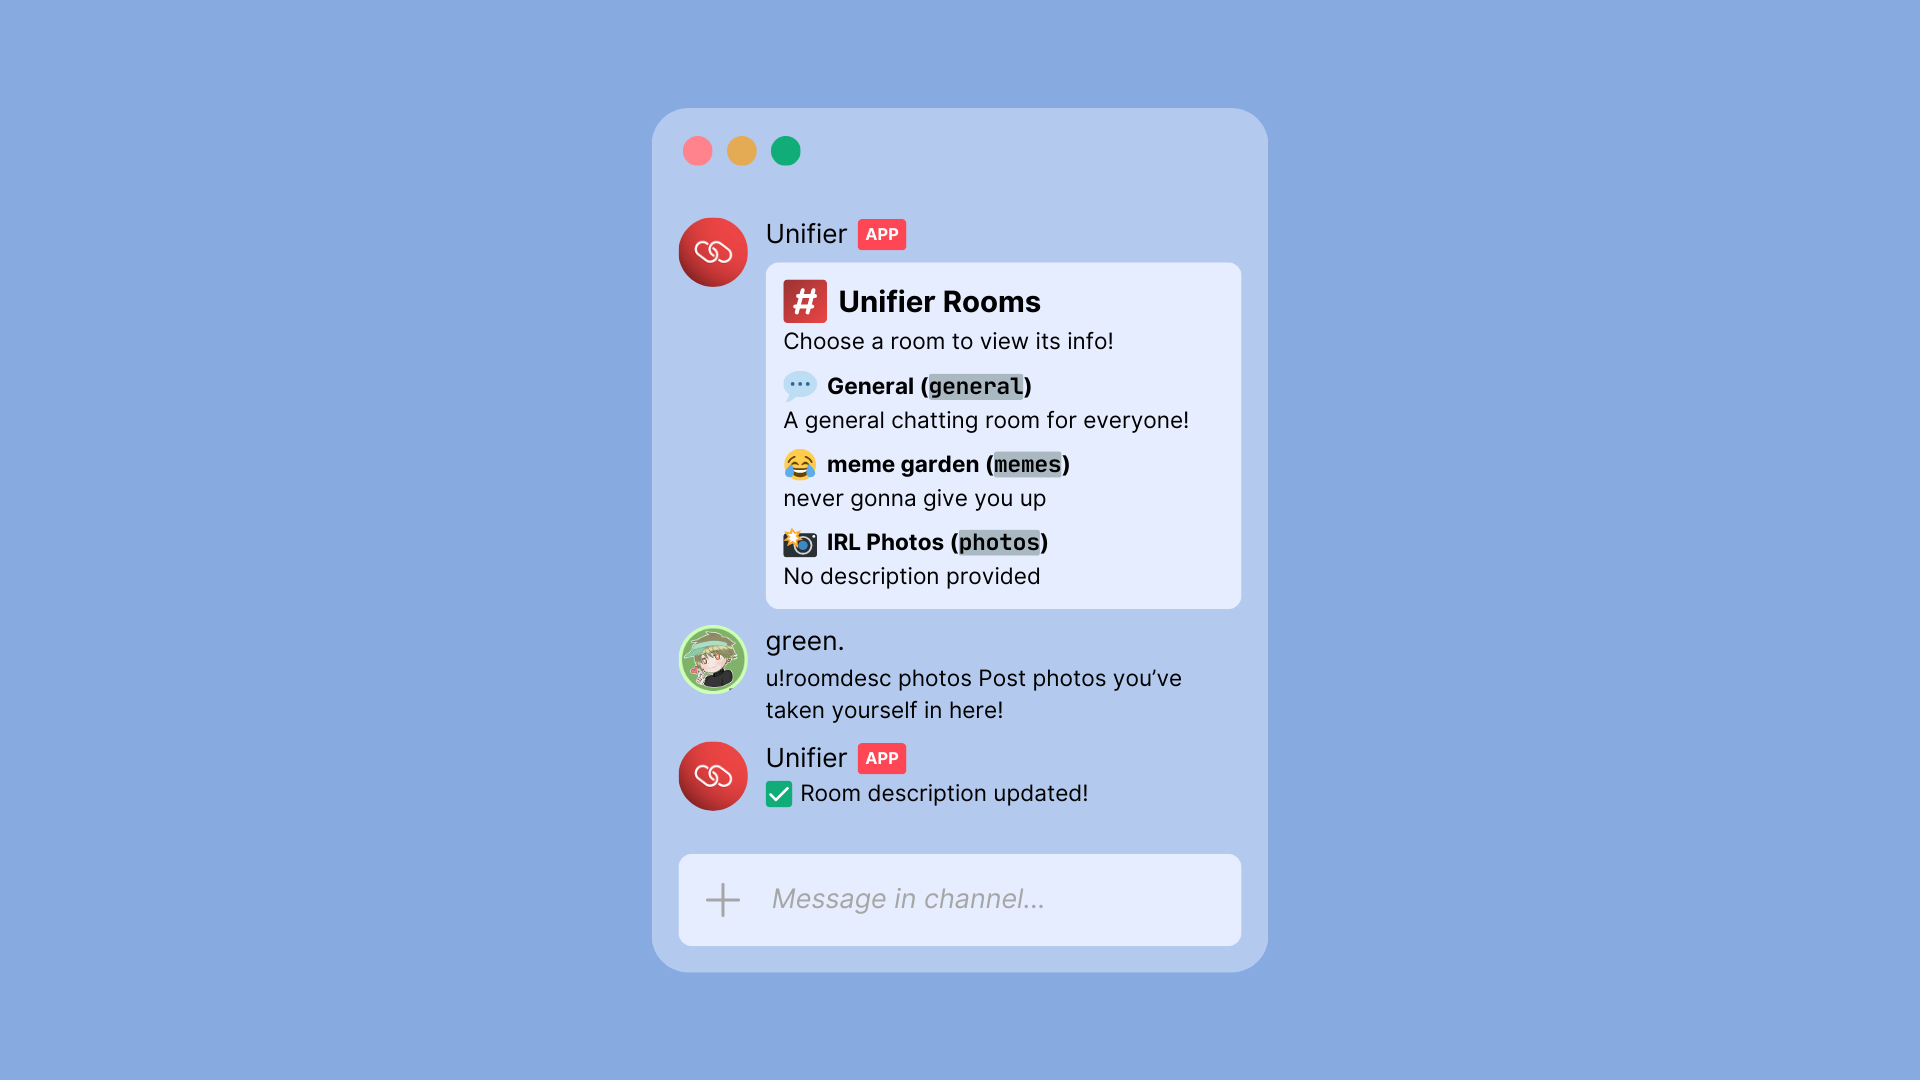 Unifier APP
# Unifier Rooms
Choose a room to view its info!
General (general)
A general chatting room for everyone!
meme garden (memes)
never gonna give you up
IRL Photos (photos)
No description provided
green.
u!roomdesc photos Post photos you’ve
taken yourself in here!
Unifier APP
Room description updated!
Message in channel...